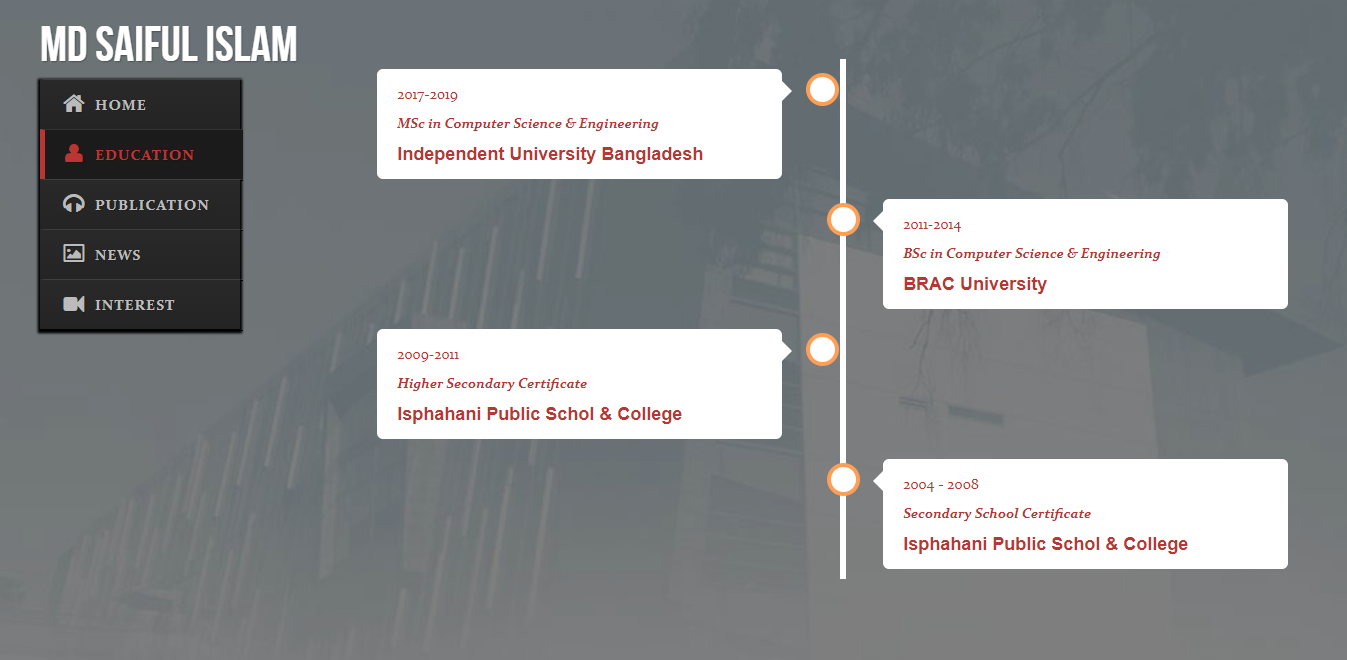 MD SAIFUL ISLAM
HOME
EDUCATION
PUBLICATION
NEWS
INTEREST
2017-2019
MSc in Computer Science & Engineering
Independent University Bangladesh
2011-2014
BSc in Computer Science & Engineering
BRAC University
2009-2011
Higher Secondary Certificate
Isphahani Public Schol & College
2004 - 2008
Secondary School Certificate
Isphahani Public Schol & College